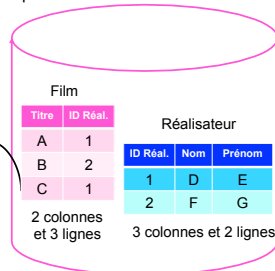 Film
Titre ID Réal.
A 1
B 2
C 1
2 colonnes
et 3 lignes
Réalisateur
ID Réal. Nom Prénom
1 D E
2 F G
3 colonnes et 2 lignes